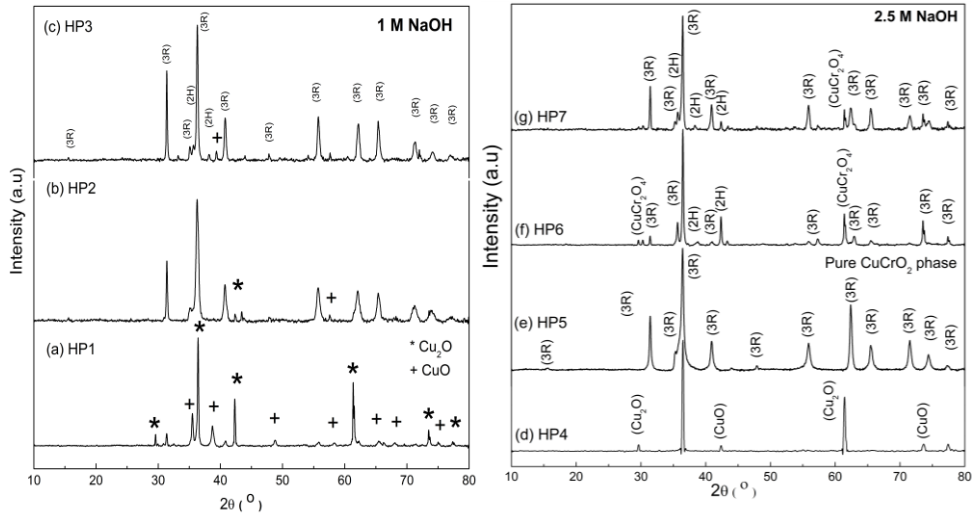 (c) HP3
1 M NaOH
(3R)
(3R)
(3R)
(2H)
(3R)
(2H)
+
(3R)
(3R)
(3R)
(3R)
(3R)
(3R)
(3R)
(3R)
(b) HP2
*
+
(a) HP1
*
* Cu2O
+ CuO
*
+
+
*
+
+
*
+
+
*
+
*
Intensity (a.u)
10 20 30 40 50 60 70 80
2θ ( °)
2.5 M NaOH
(3R)
(g) HP7
(3R)
(2H)
(2H)
(3R)
(2H)
(3R)
(CuCr2O4)
(3R)
(3R)
(3R)
(3R)
(3R)
(f) HP6
(CuCr2O4)
(3R)
(3R)
(2H)
(3R)
(2H)
(3R)
(CuCr2O4)
(3R)
(3R)
(3R)
(3R)
Pure CuCrO2 phase
(e) HP5
(3R)
(3R)
(3R)
(3R)
(3R)
(3R)
(3R)
(3R)
(3R)
(3R)
(3R)
(3R)
(d) HP4
(Cu2O)
(CuO)
(Cu2O)
(CuO)
Intensity (a.u)
10 20 30 40 50 60 70 80
2θ ( °)